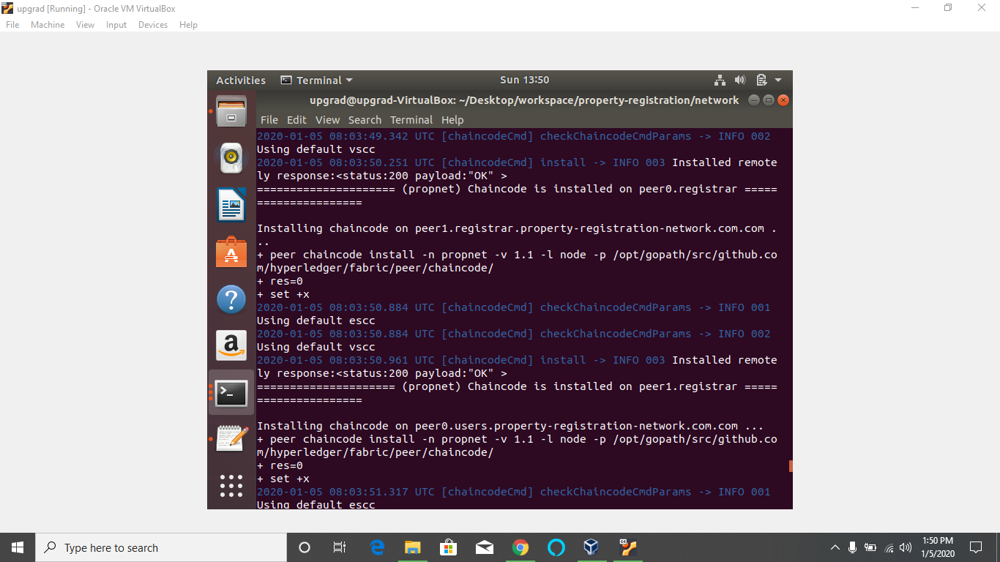 upgrad [Running] - Oracle VM VirtualBox
File Machine View Input Devices Help
Activities Terminal Sun 13:50
upgrad@upgrad-VirtualBox: ~/Desktop/workspace/property-registration/network
File Edit View Search Terminal Help
2020-01-05 08:03:49.342 UTC [chaincodeCmd] checkChaincodeCmdParams -> INFO 002
Using default vscc
2020-01-05 08:03:50.251 UTC [chaincodeCmd] install -> INFO 003 Installed remote
ly response:<status:200 payload:"OK" >
===================== (propnet) Chaincode is installed on peer0.registrar =====
================

Installing chaincode on peer1.registrar.property-registration-network.com.com .
..
+ peer chaincode install -n propnet -v 1.1 -l node -p /opt/gopath/src/github.co
m/hyperledger/fabric/peer/chaincode/
+ res=0
+ set +x
2020-01-05 08:03:50.884 UTC [chaincodeCmd] checkChaincodeCmdParams -> INFO 001
Using default escc
2020-01-05 08:03:50.884 UTC [chaincodeCmd] checkChaincodeCmdParams -> INFO 002
Using default vscc
2020-01-05 08:03:50.961 UTC [chaincodeCmd] install -> INFO 003 Installed remote
ly response:<status:200 payload:"OK" >
===================== (propnet) Chaincode is installed on peer1.registrar =====
================

Installing chaincode on peer0.users.property-registration-network.com.com ...
+ peer chaincode install -n propnet -v 1.1 -l node -p /opt/gopath/src/github.co
m/hyperledger/fabric/peer/chaincode/
+ res=0
+ set +x
2020-01-05 08:03:51.317 UTC [chaincodeCmd] checkChaincodeCmdParams -> INFO 001
Using default escc
Type here to search
1:50 PM
1/5/2020